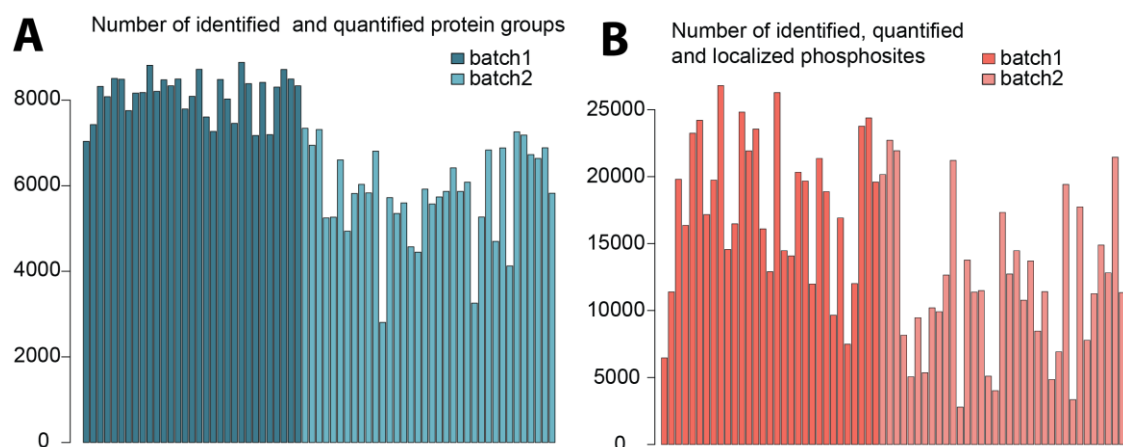 A
Number of identified and quantified protein groups
batch1
batch2
8000
6000
4000
2000
0
B
Number of identified, quantified
and localized phosphosites
batch1
batch2
25000
20000
15000
10000
5000
0